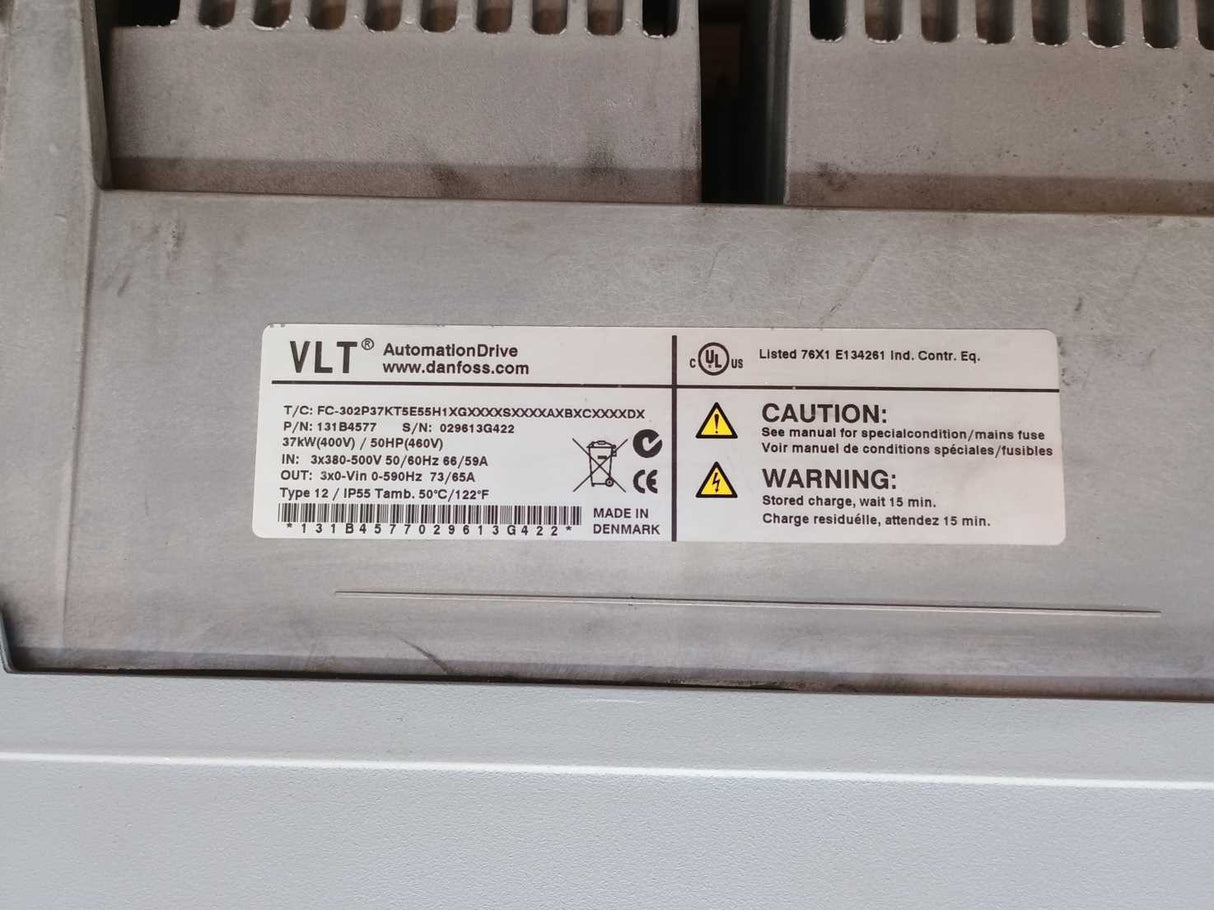 VLT® AutomationDrive
www.danfoss.com
T/C: FC-302P37KT5E55H1XGXXXXSXXXXAXBXCXXXXDX
P/N: 131B4577 S/N: 029613G422
37kW(400V) / 50HP(460V)
IN: 3x380-500V 50/60Hz 66/59A
OUT: 3x0-Vin 0-590Hz 73/65A
Type 12 / IP55 Tamb. 50°C/122°F
*131B4577029613G422*
MADE IN
DENMARK
CE
C UL US
Listed 76X1 E134261 Ind. Contr. Eq.
CAUTION:
See manual for specialcondition/mains fuse
Voir manuel de conditions spéciales/fusibles
WARNING:
Stored charge, wait 15 min.
Charge residuélle, attendez 15 min.